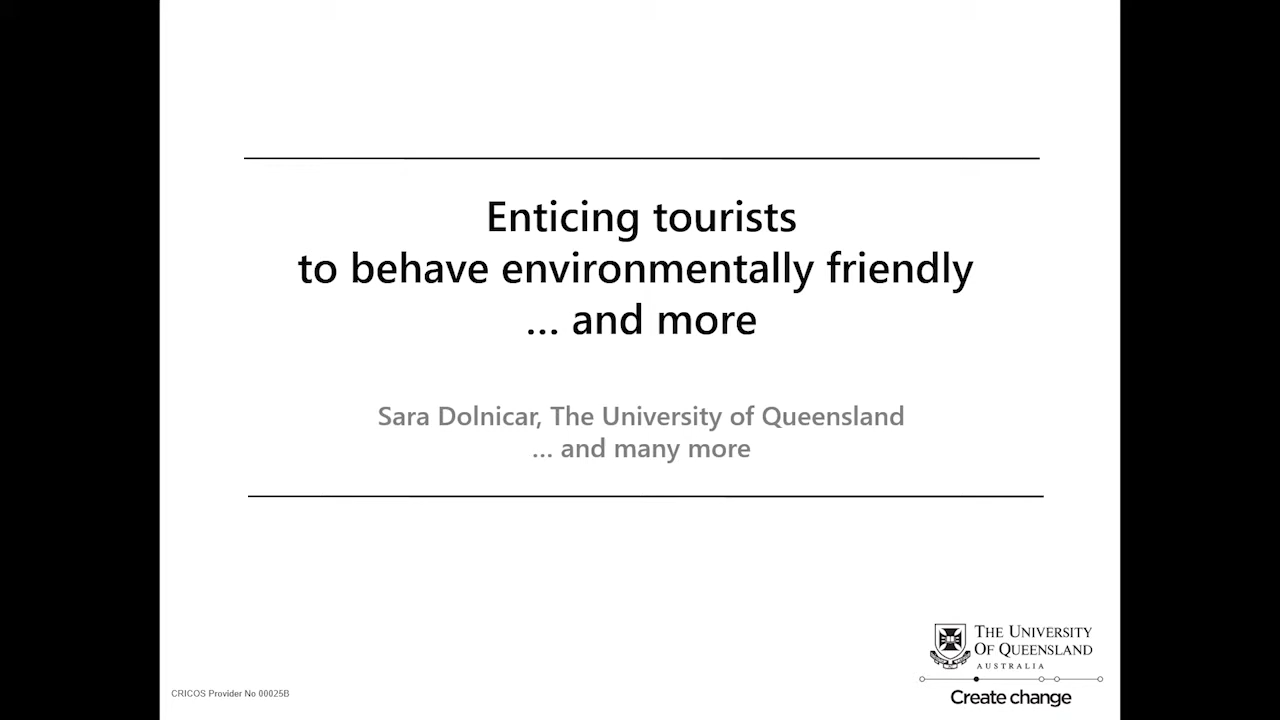 Enticing tourists
to behave environmentally friendly
... and more
Sara Dolnicar, The University of Queensland
... and many more
THE UNIVERSITY
OF QUEENSLAND
AUSTRALIA
Create change
CRICOS Provider No 00025B